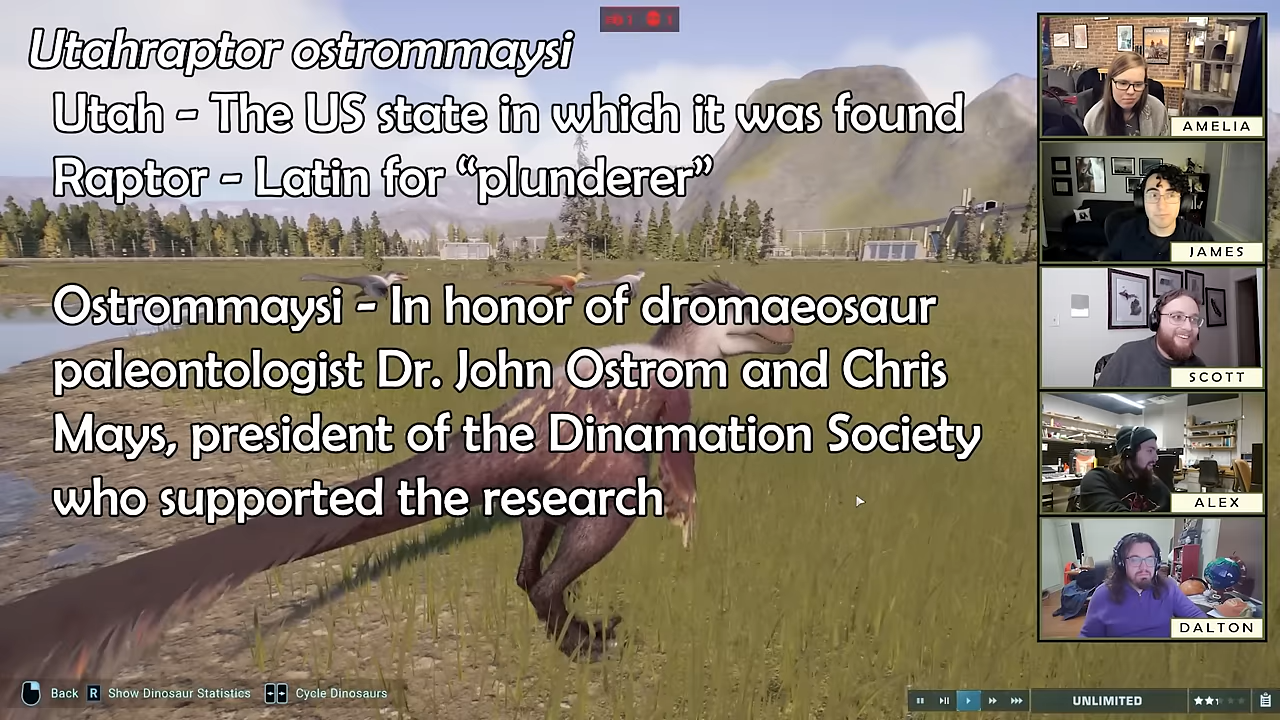 Utahraptor ostrommaysi
Utah - The US state in which it was found
Raptor - Latin for “plunderer”
Ostrommaysi - In honor of dromaeosaur
paleontologist Dr. John Ostrom and Chris
Mays, president of the Dinamation Society
who supported the research
AMELIA
JAMES
SCOTT
ALEX
DALTON
Back R Show Dinosaur Statistics Cycle Dinosaurs
UNLIMITED